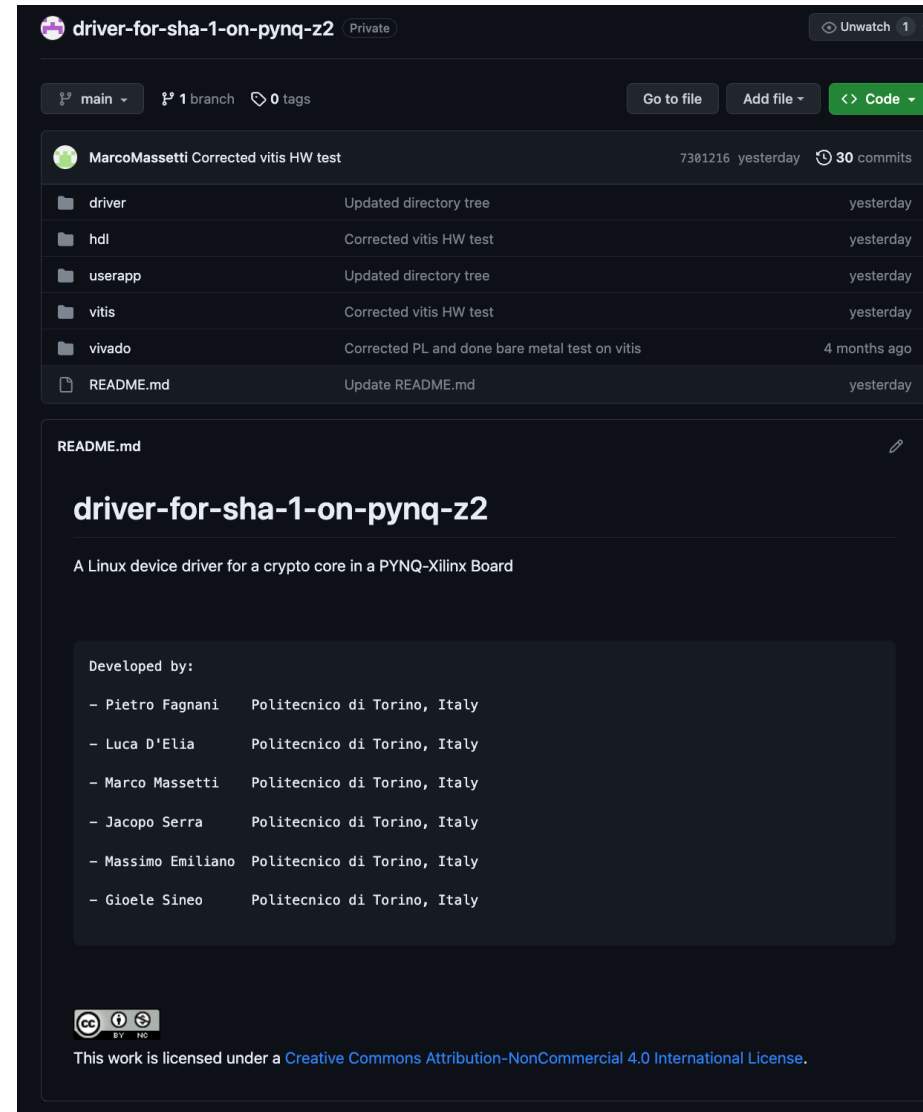 driver-for-sha-1-on-pynq-z2 Private Unwatch 1
main 1 branch 0 tags Go to file Add file Code
MarcoMassetti Corrected vitis HW test 7301216 yesterday 30 commits
driver Updated directory tree yesterday
hdl Corrected vitis HW test yesterday
userapp Updated directory tree yesterday
vitis Corrected vitis HW test yesterday
vivado Corrected PL and done bare metal test on vitis 4 months ago
README.md Update README.md yesterday
README.md
driver-for-sha-1-on-pynq-z2
A Linux device driver for a crypto core in a PYNQ-Xilinx Board
Developed by:
- Pietro Fagnani Politecnico di Torino, Italy
- Luca D'Elia Politecnico di Torino, Italy
- Marco Massetti Politecnico di Torino, Italy
- Jacopo Serra Politecnico di Torino, Italy
- Massimo Emiliano Politecnico di Torino, Italy
- Gioele Sineo Politecnico di Torino, Italy
cc BY NC
This work is licensed under a Creative Commons Attribution-NonCommercial 4.0 International License.